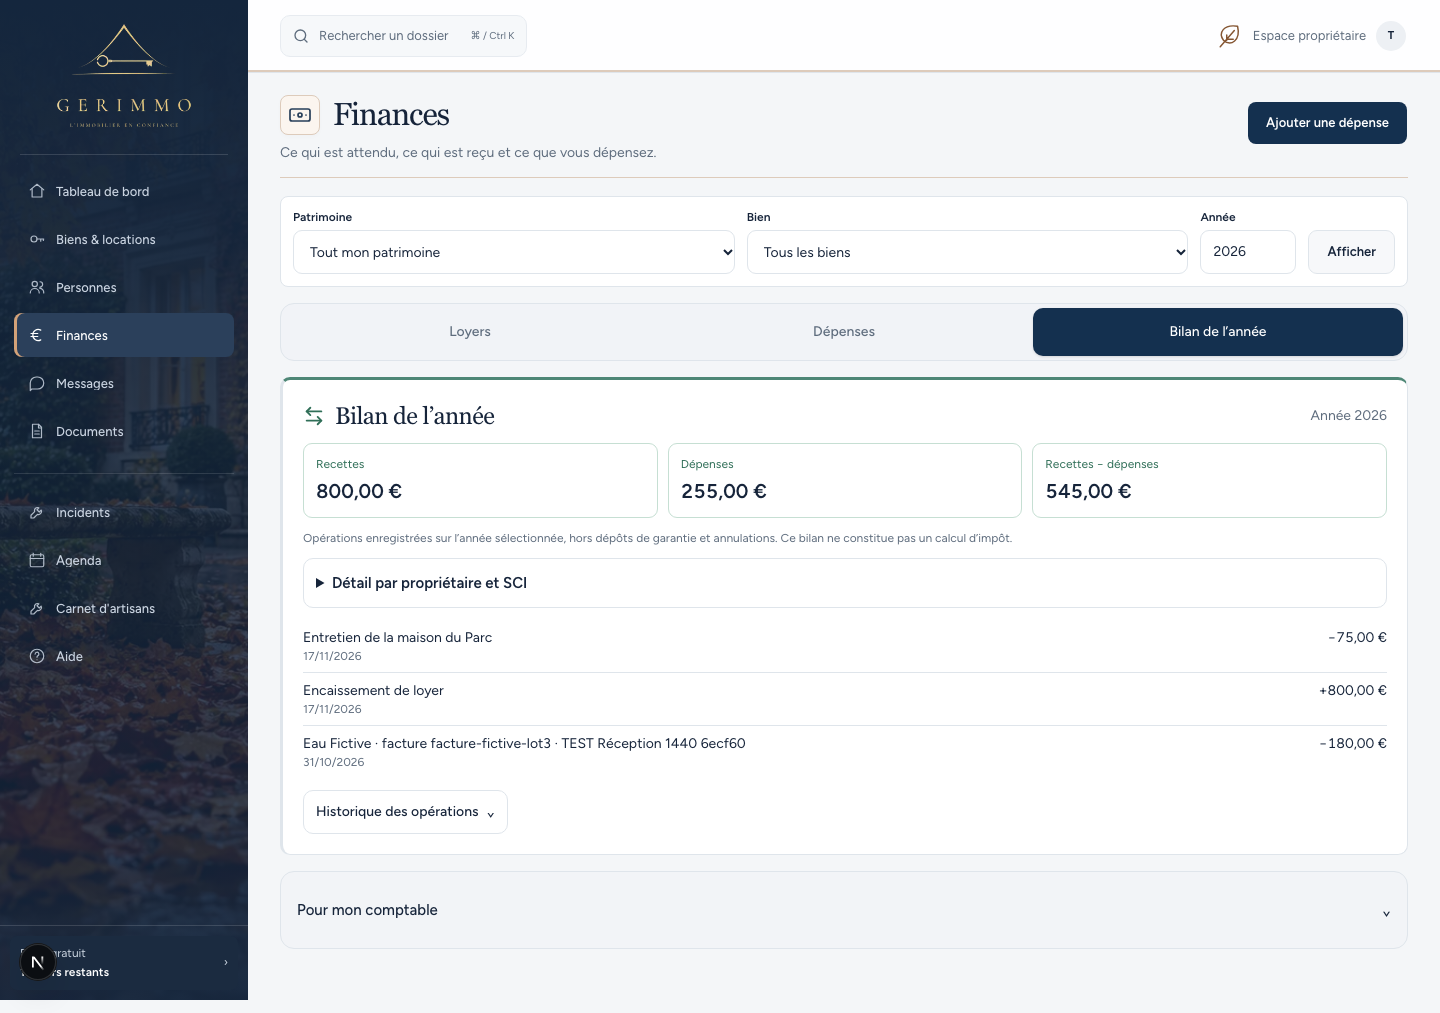 GERIMMO
L'IMMOBILIER EN CONFIANCE
Tableau de bord
Biens & locations
Personnes
Finances
Messages
Documents
Incidents
Agenda
Carnet d'artisans
Aide
gratuit
restants
Rechercher un dossier
⌘ / Ctrl K
Espace propriétaire
T
Finances
Ce qui est attendu, ce qui est reçu et ce que vous dépensez.
Ajouter une dépense
Patrimoine
Bien
Année
Tout mon patrimoine
Tous les biens
2026
Afficher
Loyers
Dépenses
Bilan de l’année
Bilan de l’année
Année 2026
Recettes
800,00 €
Dépenses
255,00 €
Recettes − dépenses
545,00 €
Opérations enregistrées sur l’année sélectionnée, hors dépôts de garantie et annulations. Ce bilan ne constitue pas un calcul d’impôt.
Détail par propriétaire et SCI
Entretien de la maison du Parc
−75,00 €
17/11/2026
Encaissement de loyer
+800,00 €
17/11/2026
Eau Fictive · facture facture-fictive-lot3 · TEST Réception 1440 6ecf60
−180,00 €
31/10/2026
Historique des opérations
Pour mon comptable